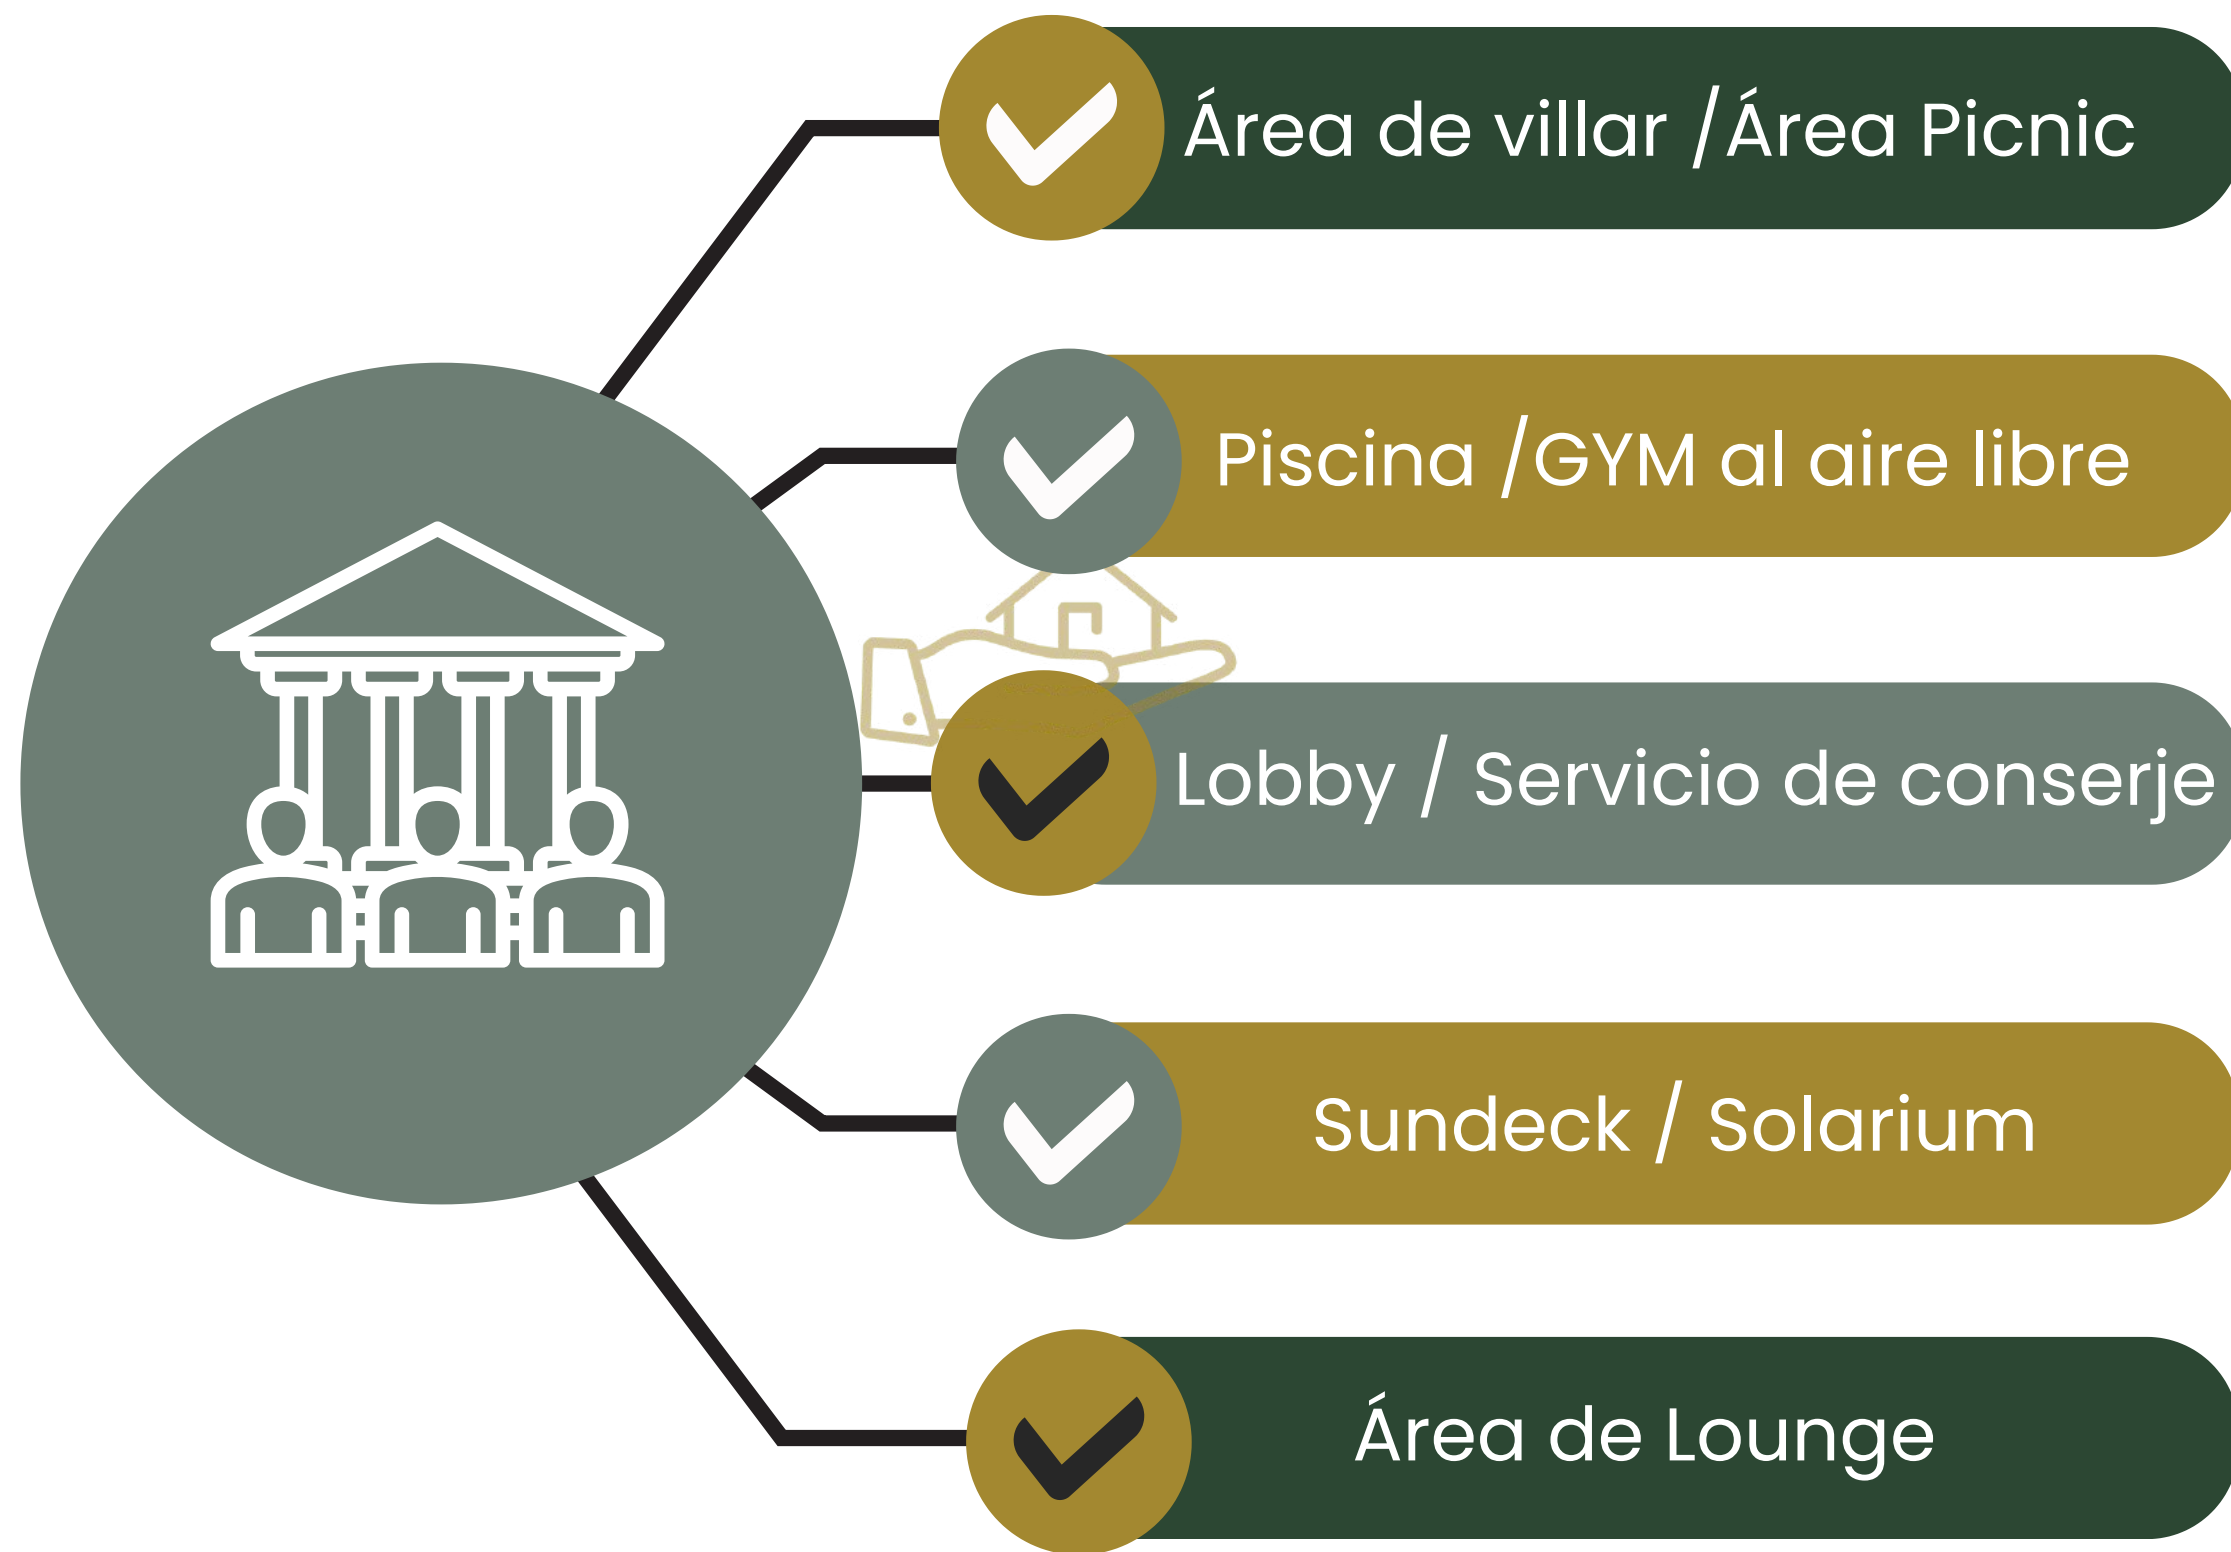 Área de villar /Área Picnic
Piscina /GYM al aire libre
Lobby / Servicio de conserje
Sundeck / Solarium
Área de Lounge